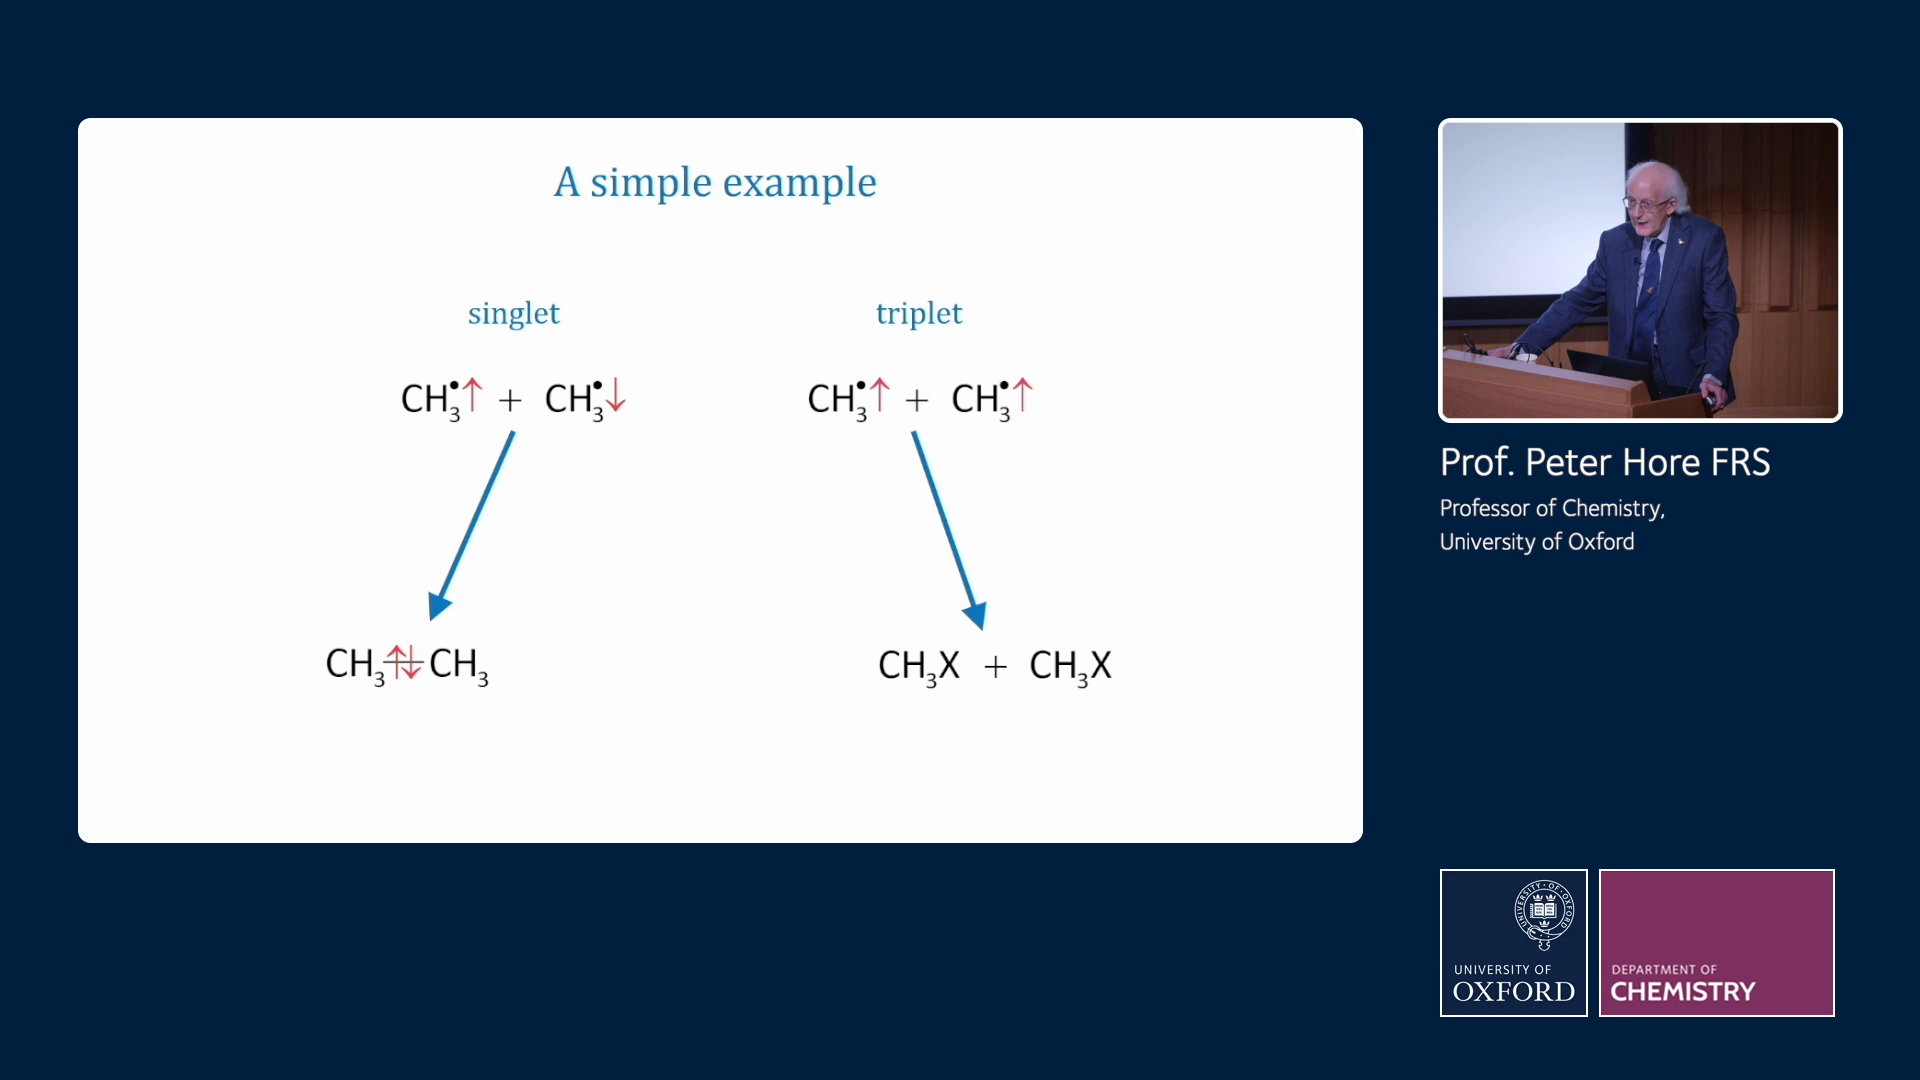 A simple example
singlet
triplet
CH₃•↑ + CH₃•↓
CH₃•↑ + CH₃•↑
CH₃⇅CH₃
CH₃X + CH₃X
Prof. Peter Hore FRS
Professor of Chemistry,
University of Oxford
UNIVERSITY OF
OXFORD
DEPARTMENT OF
CHEMISTRY